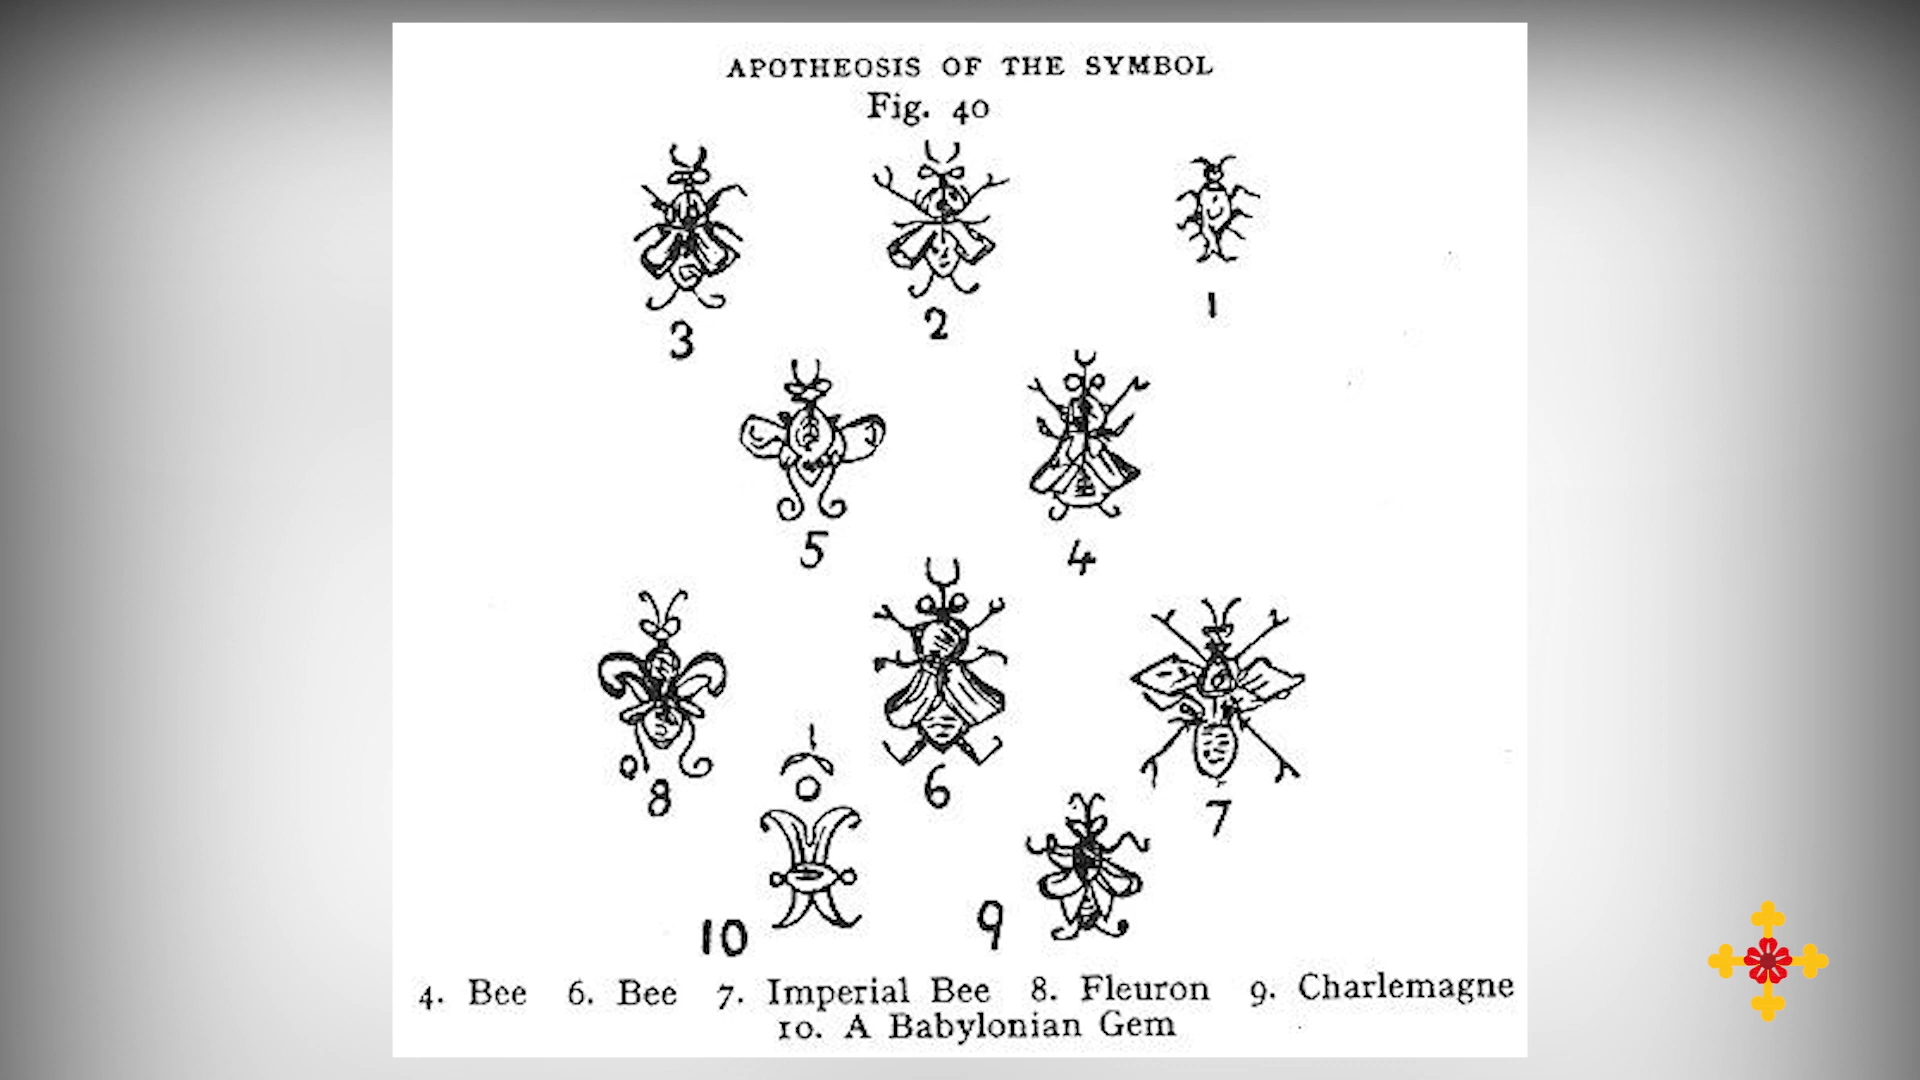 APOTHEOSIS OF THE SYMBOL
Fig. 40
3 2 1
5 4
8 6 7
10 9
4. Bee 6. Bee 7. Imperial Bee 8. Fleuron 9. Charlemagne
10. A Babylonian Gem